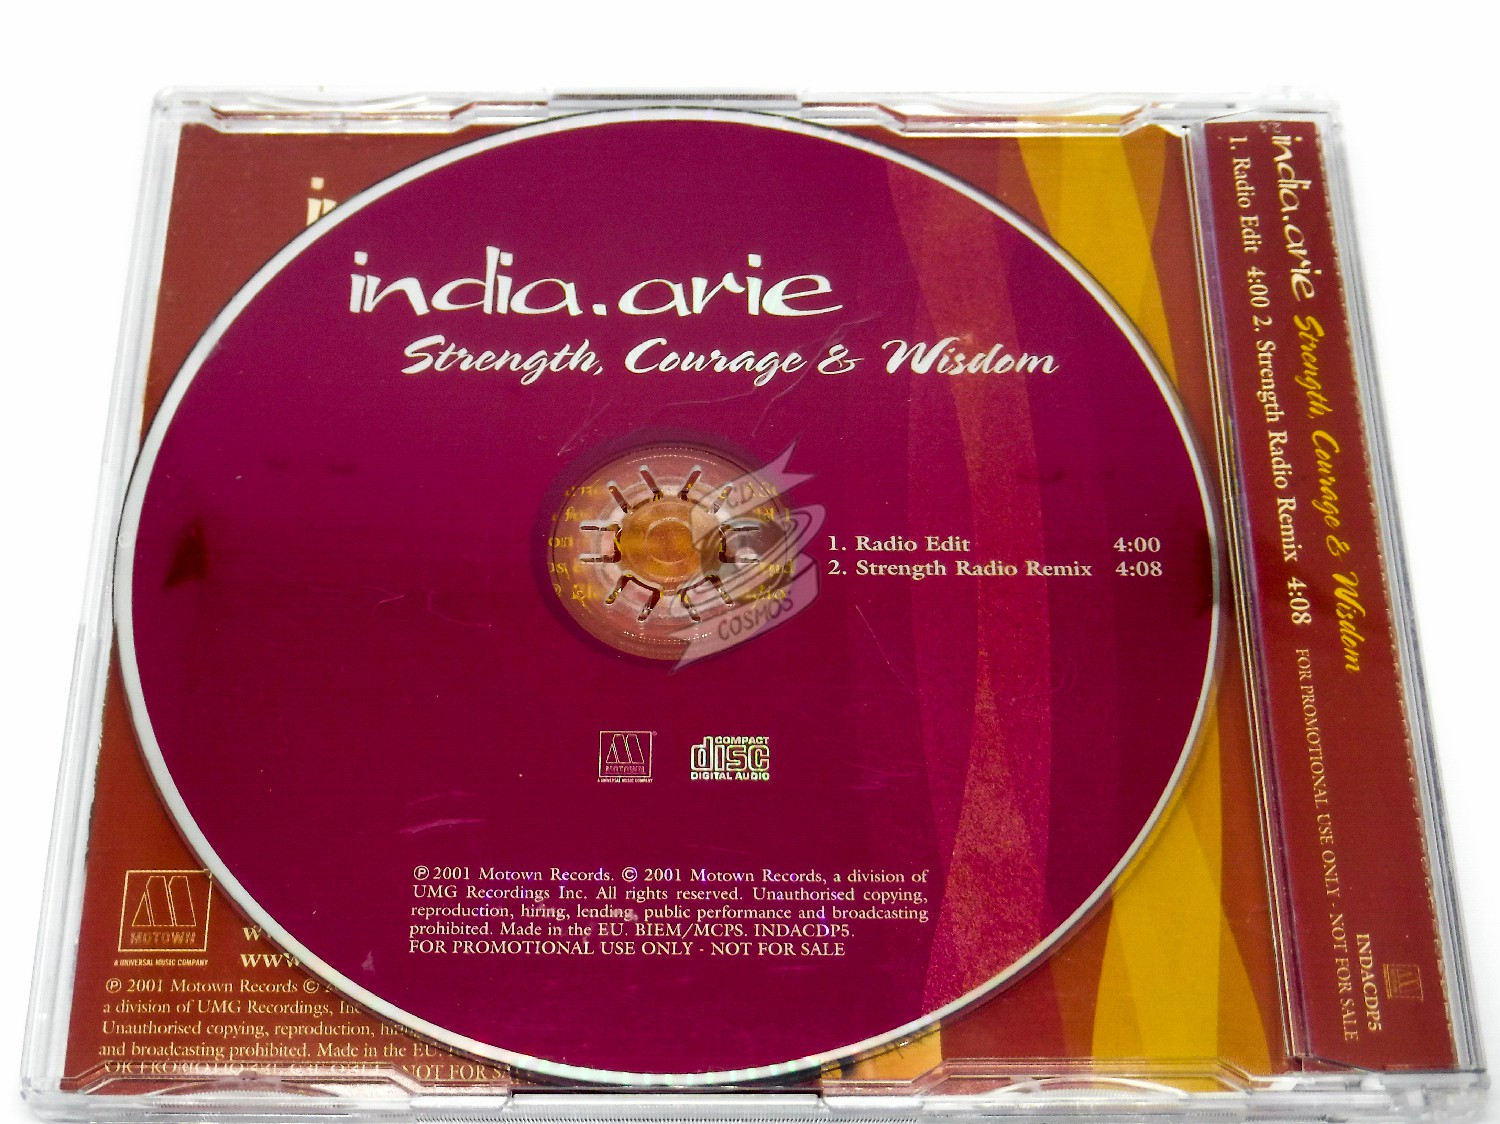 india.arie
Strength, Courage & Wisdom
1. Radio Edit 4:00
2. Strength Radio Remix 4:08
MOTOWN
A UNIVERSAL MUSIC COMPANY
COMPACT
disc
DIGITAL AUDIO
℗ 2001 Motown Records. © 2001 Motown Records, a division of
UMG Recordings Inc. All rights reserved. Unauthorised copying,
reproduction, hiring, lending, public performance and broadcasting
prohibited. Made in the EU. BIEM/MCPS. INDACDP5.
FOR PROMOTIONAL USE ONLY - NOT FOR SALE
CD
COSMOS
MOTOWN
A UNIVERSAL MUSIC COMPANY
℗ 2001 Motown Records ©
a division of UMG Recordings,
Unauthorised copying, reproduction,
and broadcasting prohibited. Made in the EU.
NOT FOR
india.arie Strength, Courage & Wisdom
1. Radio Edit 4:00 2. Strength Radio Remix 4:08
FOR PROMOTIONAL USE ONLY - NOT FOR SALE
INDACDP5